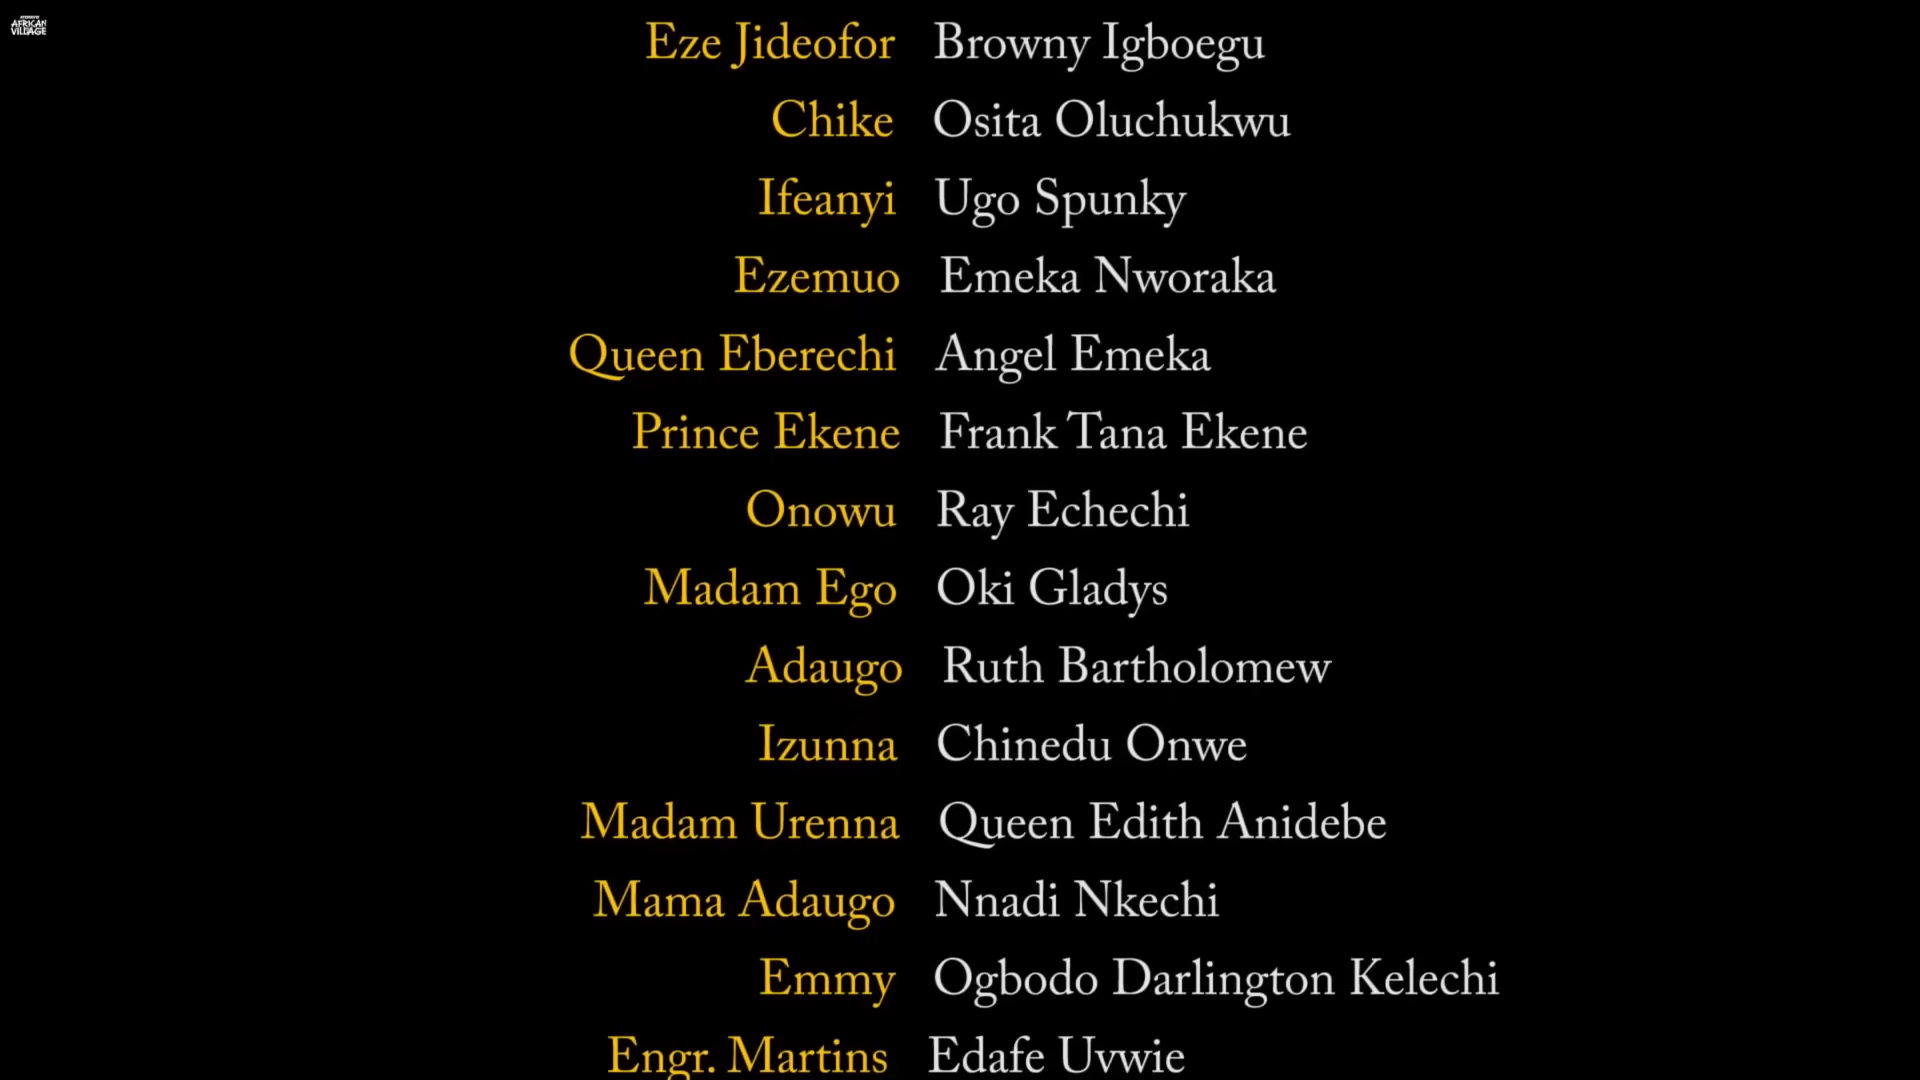 AFRICAN
VILLAGE
Eze Jideofor Browny Igboegu
Chike Osita Oluchukwu
Ifeanyi Ugo Spunky
Ezemuo Emeka Nworaka
Queen Eberechi Angel Emeka
Prince Ekene Frank Tana Ekene
Onowu Ray Echechi
Madam Ego Oki Gladys
Adaugo Ruth Bartholomew
Izunna Chinedu Onwe
Madam Urenna Queen Edith Anidebe
Mama Adaugo Nnadi Nkechi
Emmy Ogbodo Darlington Kelechi
Engr. Martins Edafe Uvwie